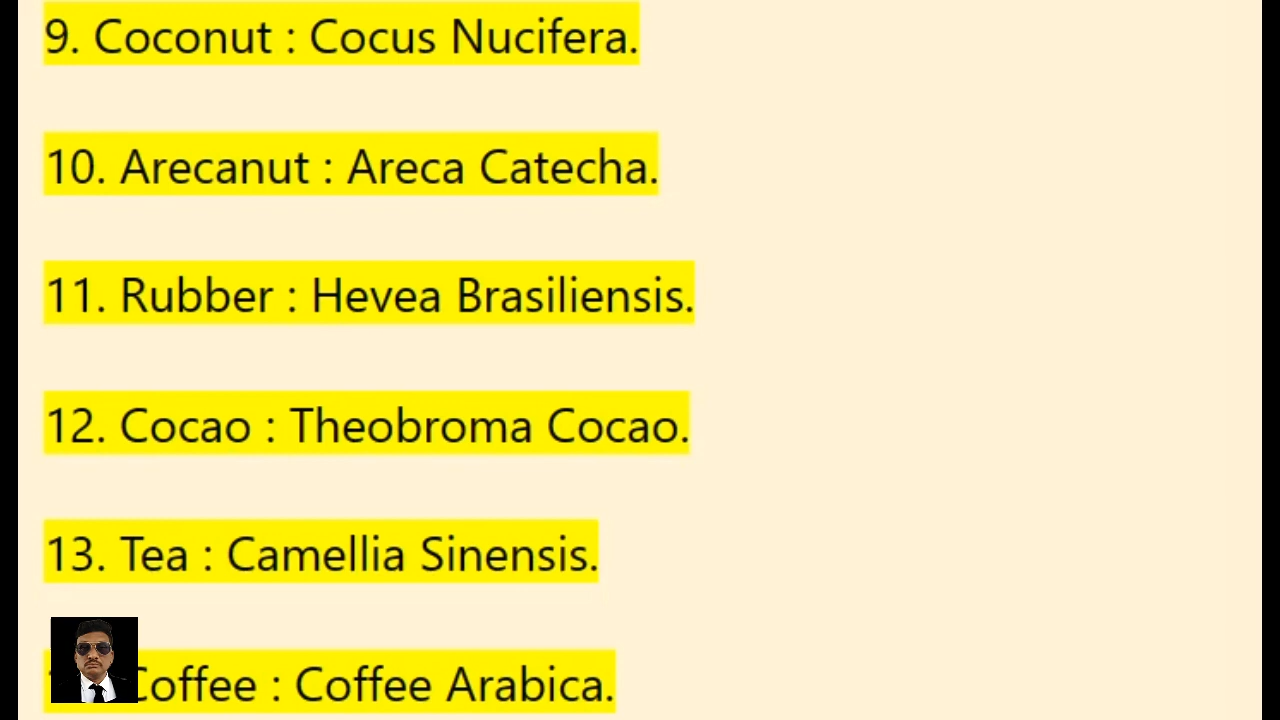 9. Coconut : Cocus Nucifera.
10. Arecanut : Areca Catecha.
11. Rubber : Hevea Brasiliensis.
12. Cocao : Theobroma Cocao.
13. Tea : Camellia Sinensis.
Coffee : Coffee Arabica.